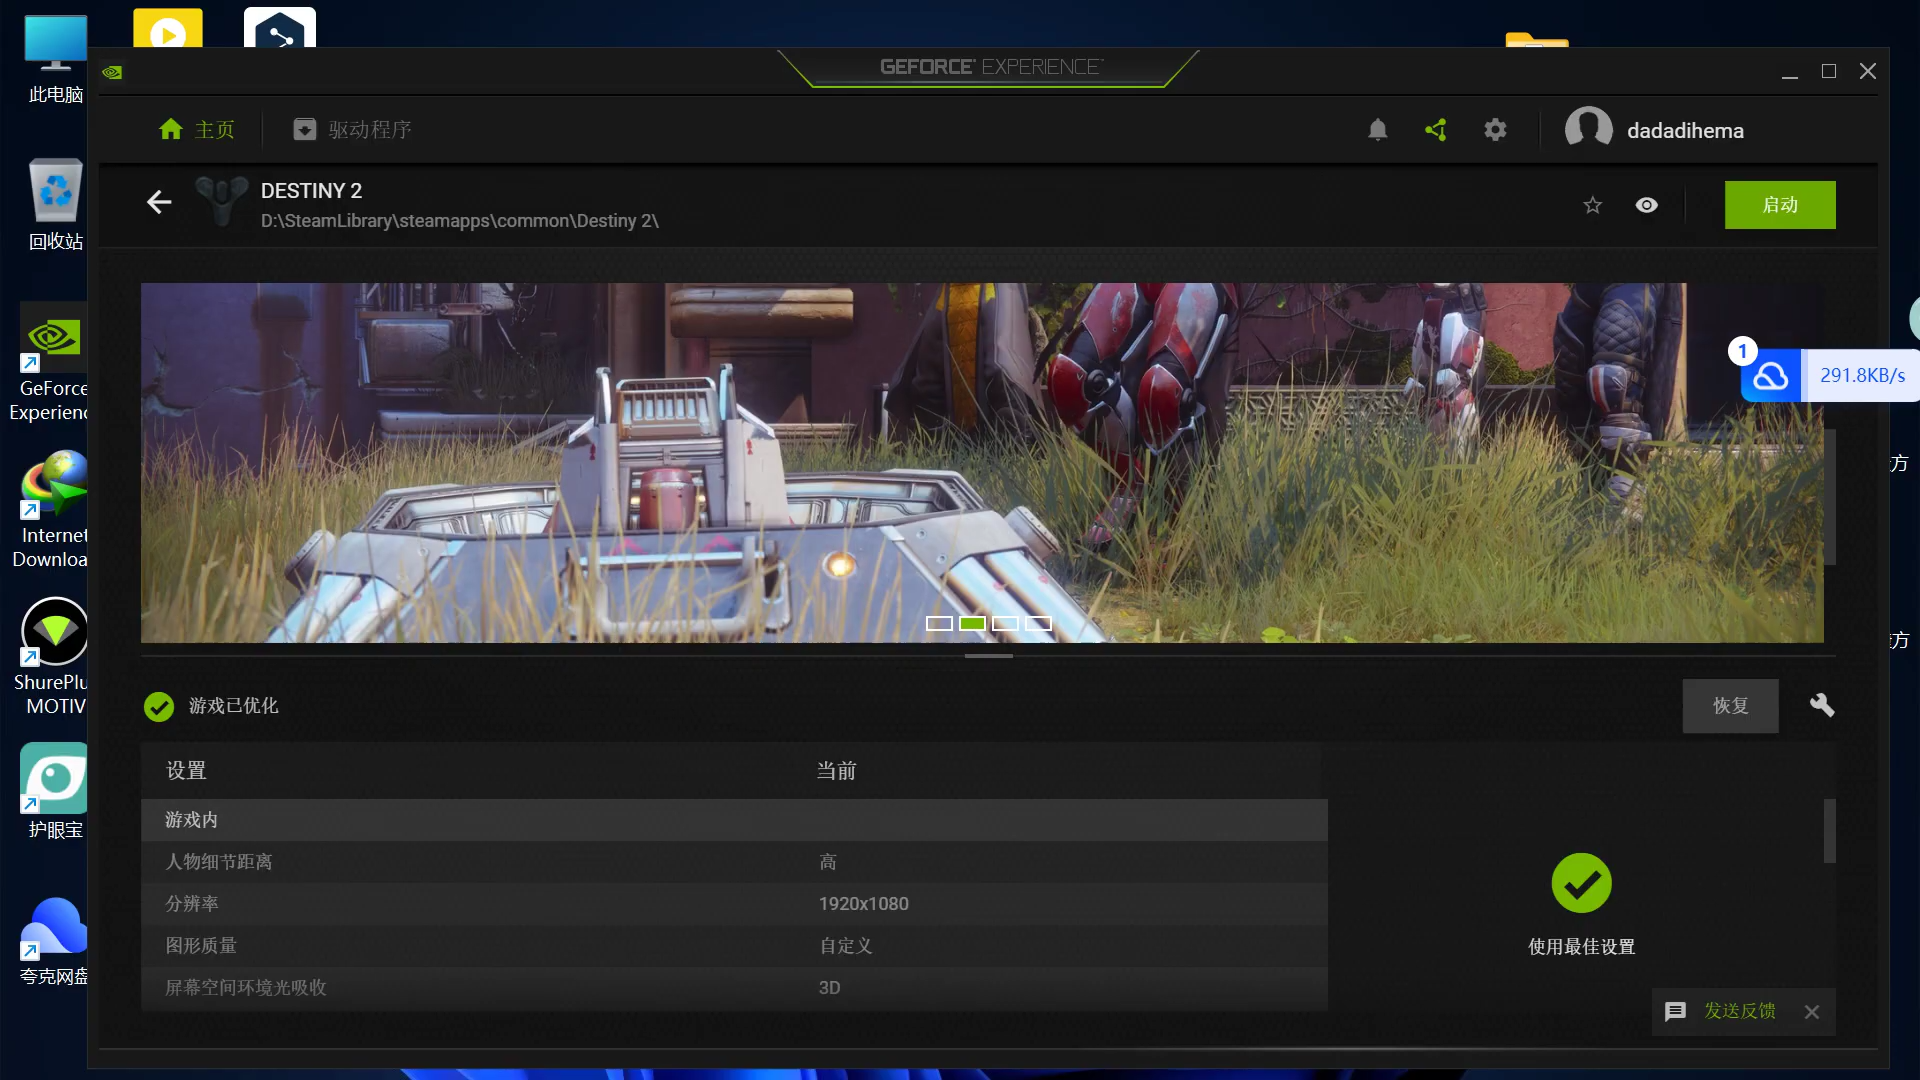 此电脑
回收站
GeForce
Experienc
Internet
Downloa
ShurePlu
MOTIV
护眼宝
夸克网盘
GEFORCE EXPERIENCE
主页
驱动程序
dadadihema
DESTINY 2
D:\SteamLibrary\steamapps\common\Destiny 2\
启动
1
291.8KB/s
方
方
游戏已优化
恢复
设置
当前
游戏内
人物细节距离
高
分辨率
1920x1080
图形质量
自定义
屏幕空间环境光吸收
3D
使用最佳设置
发送反馈